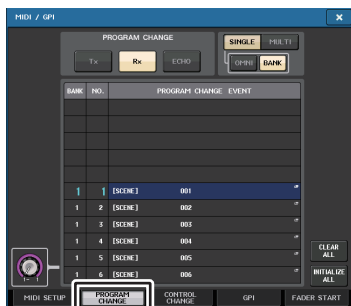 MIDI / GPI
PROGRAM CHANGE
SINGLE MULTI
Tx Rx ECHO
OMNI BANK
BANK NO. PROGRAM CHANGE EVENT
1 1 [SCENE] 001
1 2 [SCENE] 002
1 3 [SCENE] 003
1 4 [SCENE] 004
1 5 [SCENE] 005
1 6 [SCENE] 006
CLEAR ALL
INITIALIZE ALL
MIDI SETUP PROGRAM CHANGE CONTROL CHANGE GPI FADER START